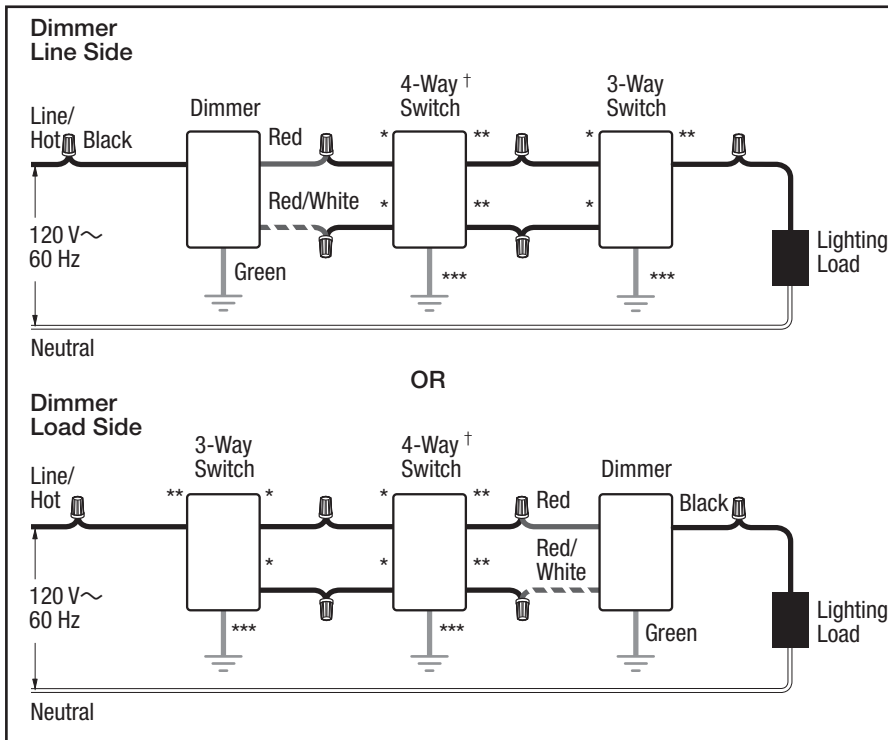 Dimmer
Line Side
4-Way †
Switch
3-Way
Switch
Dimmer
Line/
Hot
Black
Red
*
**
*
**
Red/White
*
**
*
120 V~
60 Hz
Green
***
***
Lighting
Load
Neutral
OR
Dimmer
Load Side
3-Way
Switch
4-Way †
Switch
Dimmer
Line/
Hot
**
*
*
**
Red
Black
*
*
**
Red/
White
120 V~
60 Hz
***
***
Green
Lighting
Load
Neutral